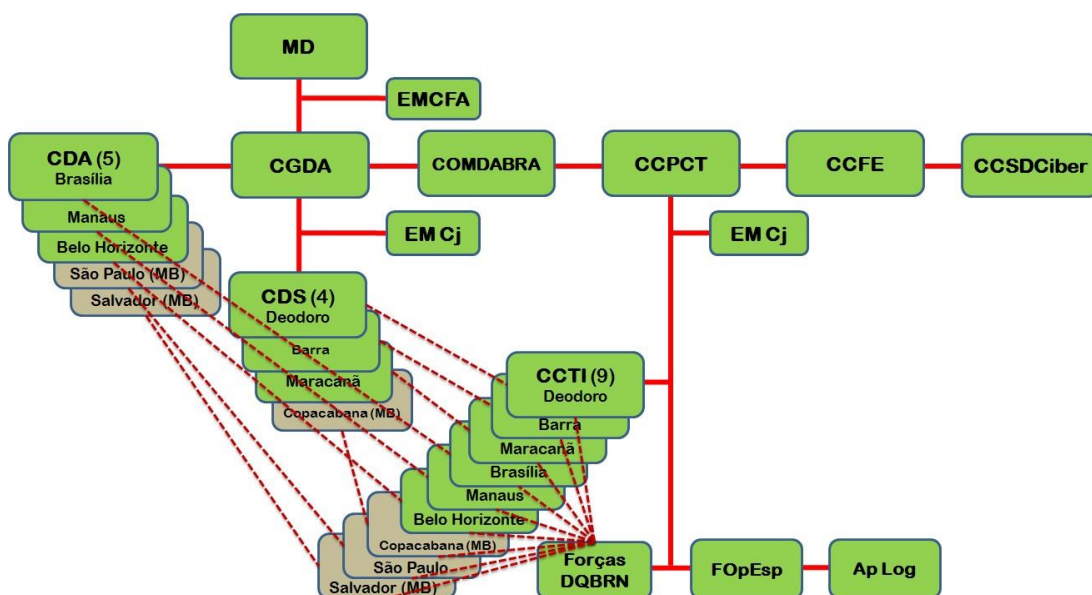 MD
EMCFA
CDA (5)
Brasília
Manaus
Belo Horizonte
São Paulo (MB)
Salvador (MB)
CGDA
COMDABRA
CCPCT
CCFE
CCSDCiber
EM Cj
EM Cj
CDS (4)
Deodoro
Barra
Maracanã
Copacabana (MB)
CCTI (9)
Deodoro
Barra
Maracanã
Brasília
Manaus
Belo Horizonte
Copacabana (MB)
São Paulo
Salvador (MB)
Forças
DQBRN
FOpEsp
Ap Log